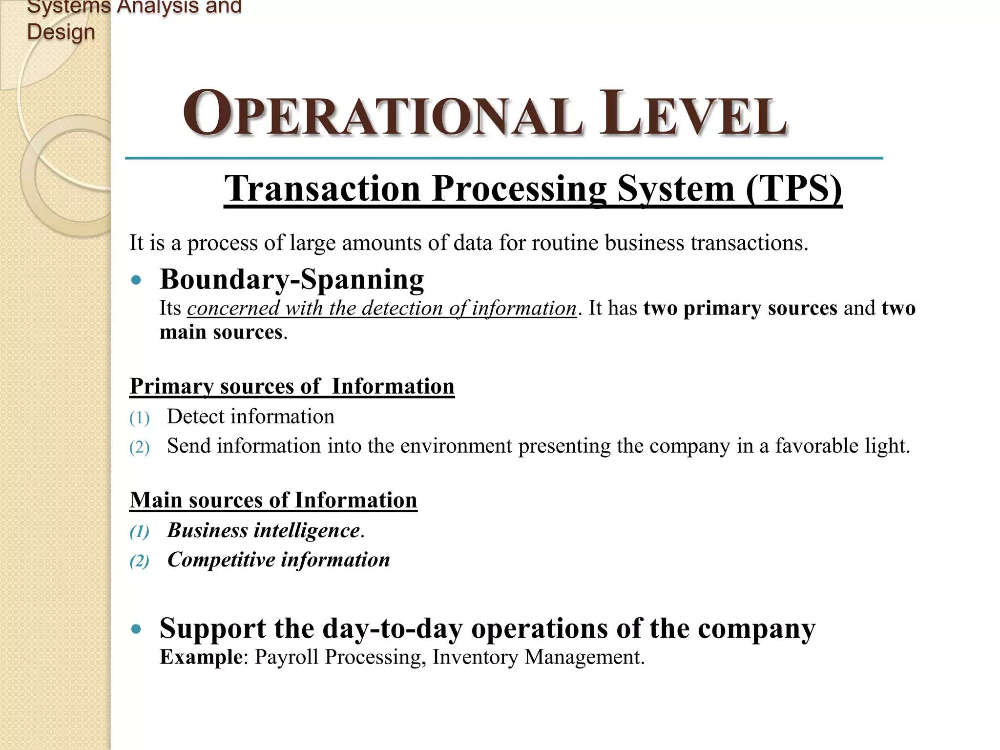 Systems Analysis and
Design
OPERATIONAL LEVEL
Transaction Processing System (TPS)
It is a process of large amounts of data for routine business transactions.
• Boundary-Spanning
Its concerned with the detection of information. It has two primary sources and two
main sources.
Primary sources of  Information
(1) Detect information
(2) Send information into the environment presenting the company in a favorable light.
Main sources of Information
(1) Business intelligence.
(2) Competitive information
• Support the day-to-day operations of the company
Example: Payroll Processing, Inventory Management.